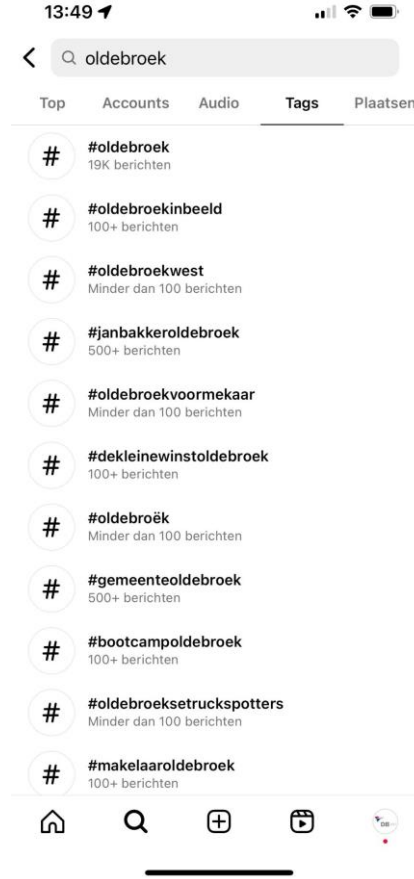 13:49
oldebroek
Top Accounts Audio Tags Plaatsen
#
#oldebroek
19K berichten
#
#oldebroekinbeeld
100+ berichten
#
#oldebroekwest
Minder dan 100 berichten
#
#janbakkeroldebroek
500+ berichten
#
#oldebroekvoormekaar
Minder dan 100 berichten
#
#dekleinewinstoldebroek
100+ berichten
#
#oldebroëk
Minder dan 100 berichten
#
#gemeenteoldebroek
500+ berichten
#
#bootcampoldebroek
100+ berichten
#
#oldebroeksetruckspotters
Minder dan 100 berichten
#
#makelaaroldebroek
100+ berichten